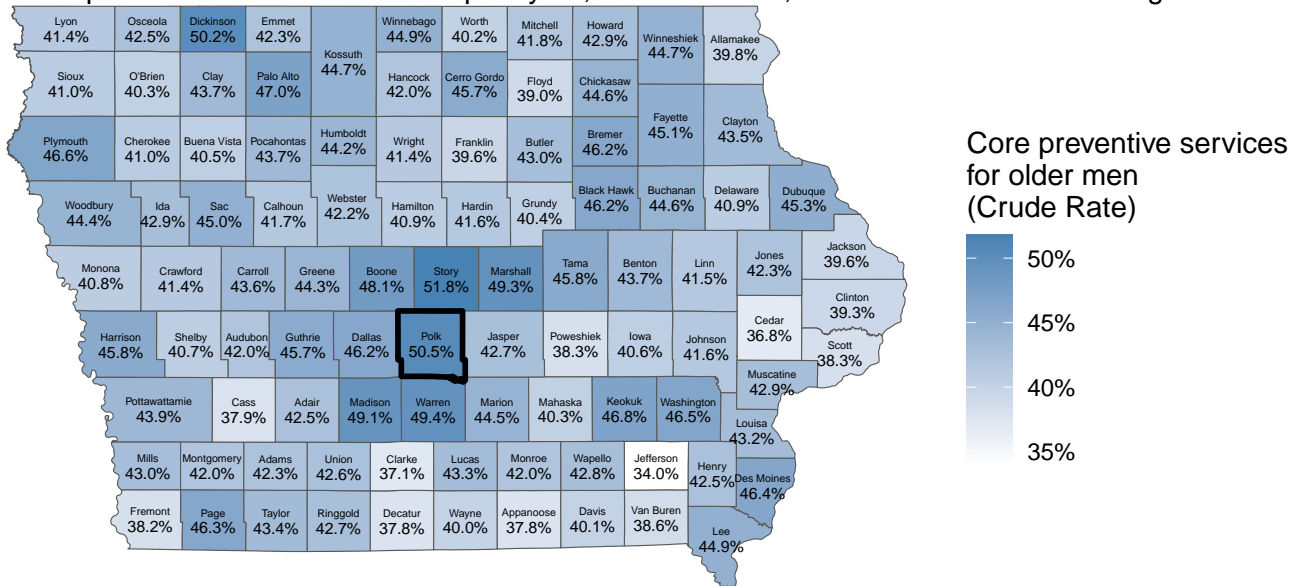 Lyon Osceola Dickinson Emmet Winnebago Worth Mitchell Howard Winneshiek Allamakee
41.4% 42.5% 50.2% 42.3% 44.9% 40.2% 41.8% 42.9% 44.7% 39.8%
Kossuth
44.7%
Sioux O'Brien Clay Palo Alto Hancock Cerro Gordo Floyd Chickasaw
41.0% 40.3% 43.7% 47.0% 42.0% 45.7% 39.0% 44.6%
Fayette Clayton
45.1% 43.5%
Plymouth Cherokee Buena Vista Pocahontas Humboldt Wright Franklin Butler Bremer
46.6% 41.0% 40.5% 43.7% 44.2% 41.4% 39.6% 43.0% 46.2%
Woodbury Ida Sac Calhoun Webster Hamilton Hardin Grundy Black Hawk Buchanan Delaware Dubuque
44.4% 42.9% 45.0% 41.7% 42.2% 40.9% 41.6% 40.4% 46.2% 44.6% 40.9% 45.3%
Monona Crawford Carroll Greene Boone Story Marshall Tama Benton Linn Jones Jackson
40.8% 41.4% 43.6% 44.3% 48.1% 51.8% 49.3% 45.8% 43.7% 41.5% 42.3% 39.6%
Clinton
39.3%
Harrison Shelby Audubon Guthrie Dallas Polk Jasper Poweshiek Iowa Johnson Cedar Scott
45.8% 40.7% 42.0% 45.7% 46.2% 50.5% 42.7% 38.3% 40.6% 41.6% 36.8% 38.3%
Muscatine
42.9%
Pottawattamie Cass Adair Madison Warren Marion Mahaska Keokuk Washington
43.9% 37.9% 42.5% 49.1% 49.4% 44.5% 40.3% 46.8% 46.5%
Louisa
43.2%
Mills Montgomery Adams Union Clarke Lucas Monroe Wapello Jefferson Henry Des Moines
43.0% 42.0% 42.3% 42.6% 37.1% 43.3% 42.0% 42.8% 34.0% 42.5% 46.4%
Fremont Page Taylor Ringgold Decatur Wayne Appanoose Davis Van Buren Lee
38.2% 46.3% 43.4% 42.7% 37.8% 40.0% 37.8% 40.1% 38.6% 44.9%
Core preventive services
for older men
(Crude Rate)
50%
45%
40%
35%